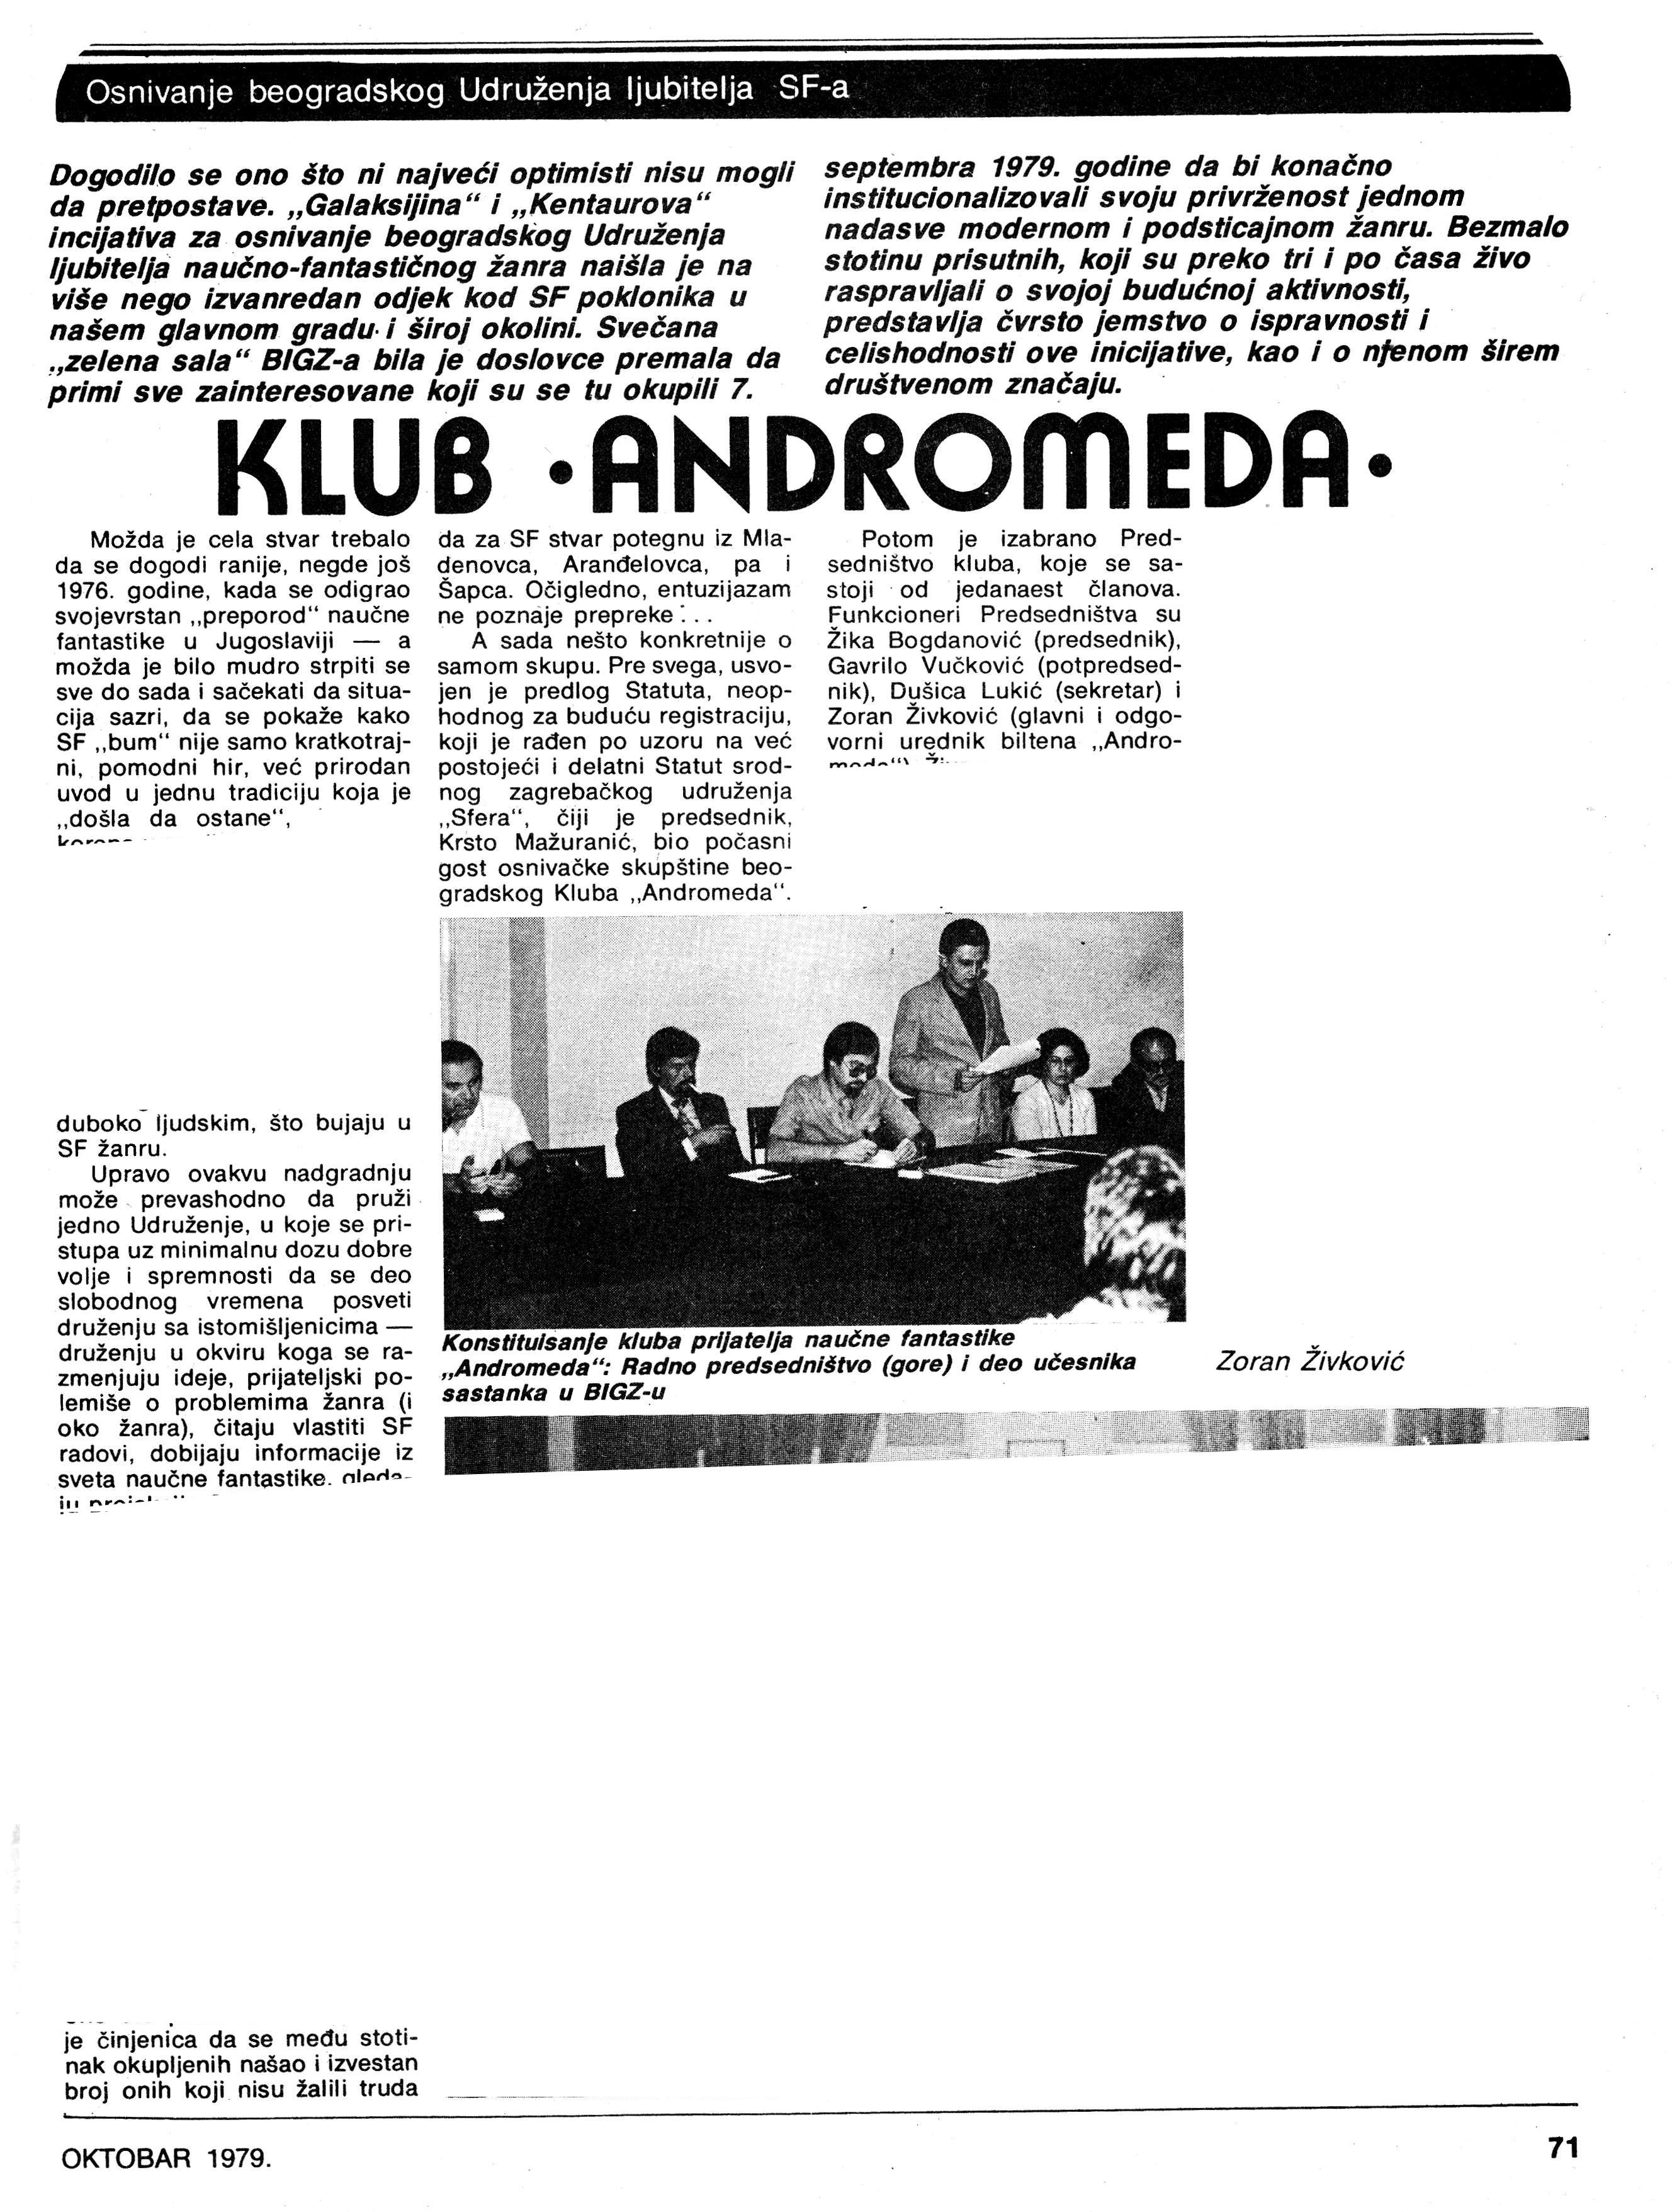 Osnivanje beogradskog Udruženja ljubitelja SF-a
Dogodilo se ono što ni najveći optimisti nisu mogli
da pretpostave. „Galaksijina“ i „Kentaurova“
incijativa za osnivanje beogradskog Udruženja
ljubitelja naučno-fantastičnog žanra naišla je na
više nego izvanredan odjek kod SF poklonika u
našem glavnom gradu i široj okolini. Svečana
„zelena sala“ BIGZ-a bila je doslovce premala da
primi sve zainteresovane koji su se tu okupili 7.
septembra 1979. godine da bi konačno
institucionalizovali svoju privrženost jednom
nadasve modernom i podsticajnom žanru. Bezmalo
stotinu prisutnih, koji su preko tri i po časa živo
raspravljali o svojoj budućnoj aktivnosti,
predstavlja čvrsto jemstvo o ispravnosti i
celishodnosti ove inicijative, kao i o njenom širem
društvenom značaju.
KLUB •ANDROMEDA•
Možda je cela stvar trebalo
da se dogodi ranije, negde još
1976. godine, kada se odigrao
svojevrstan „preporod“ naučne
fantastike u Jugoslaviji — a
možda je bilo mudro strpiti se
sve do sada i sačekati da situa-
cija sazri, da se pokaže kako
SF „bum“ nije samo kratkotraj-
ni, pomodni hir, već prirodan
uvod u jednu tradiciju koja je
„došla da ostane“,
duboko ljudskim, što bujaju u
SF žanru.
Upravo ovakvu nadgradnju
može prevashodno da pruži
jedno Udruženje, u koje se pri-
stupa uz minimalnu dozu dobre
volje i spremnosti da se deo
slobodnog vremena posveti
druženju sa istomišljenicima —
druženju u okviru koga se ra-
zmenjuju ideje, prijateljski po-
lemiše o problemima žanra (i
oko žanra), čitaju vlastiti SF
radovi, dobijaju informacije iz
sveta naučne fantastike, gleda-
ju
je činjenica da se među stoti-
nak okupljenih našao i izvestan
broj onih koji nisu žalili truda
da za SF stvar potegnu iz Mla-
denovca, Aranđelovca, pa i
Šapca. Očigledno, entuzijazam
ne poznaje prepreke...
A sada nešto konkretnije o
samom skupu. Pre svega, usvo-
jen je predlog Statuta, neop-
hodnog za buduću registraciju,
koji je rađen po uzoru na već
postojeći i delatni Statut srod-
nog zagrebačkog udruženja
„Sfera“, čiji je predsednik,
Krsto Mažuranić, bio počasni
gost osnivačke skupštine beo-
gradskog Kluba „Andromeda“.
Potom je izabrano Pred-
sedništvo kluba, koje se sa-
stoji od jedanaest članova.
Funkcioneri Predsedništva su
Žika Bogdanović (predsednik),
Gavrilo Vučković (potpredsed-
nik), Dušica Lukić (sekretar) i
Zoran Živković (glavni i odgo-
vorni urednik biltena „Andro-
meda“)
Konstituisanje kluba prijatelja naučne fantastike
„Andromeda“: Radno predsedništvo (gore) i deo učesnika
sastanka u BIGZ-u
Zoran Živković
OKTOBAR 1979.
71